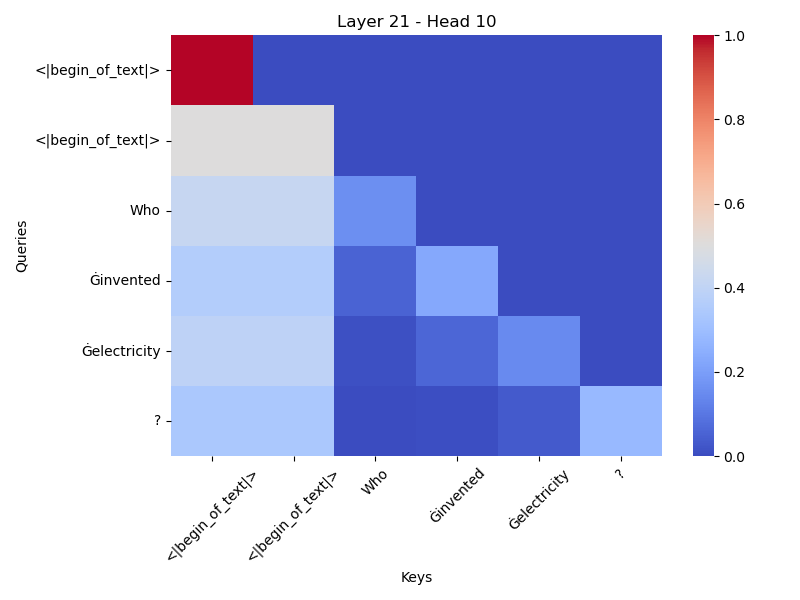 Layer 21 - Head 10
<|begin_of_text|>
<|begin_of_text|>
Who
Ġinvented
Ġelectricity
?
Queries
<|begin_of_text|>
<|begin_of_text|>
Who
Ġinvented
Ġelectricity
?
Keys
1.0
0.8
0.6
0.4
0.2
0.0